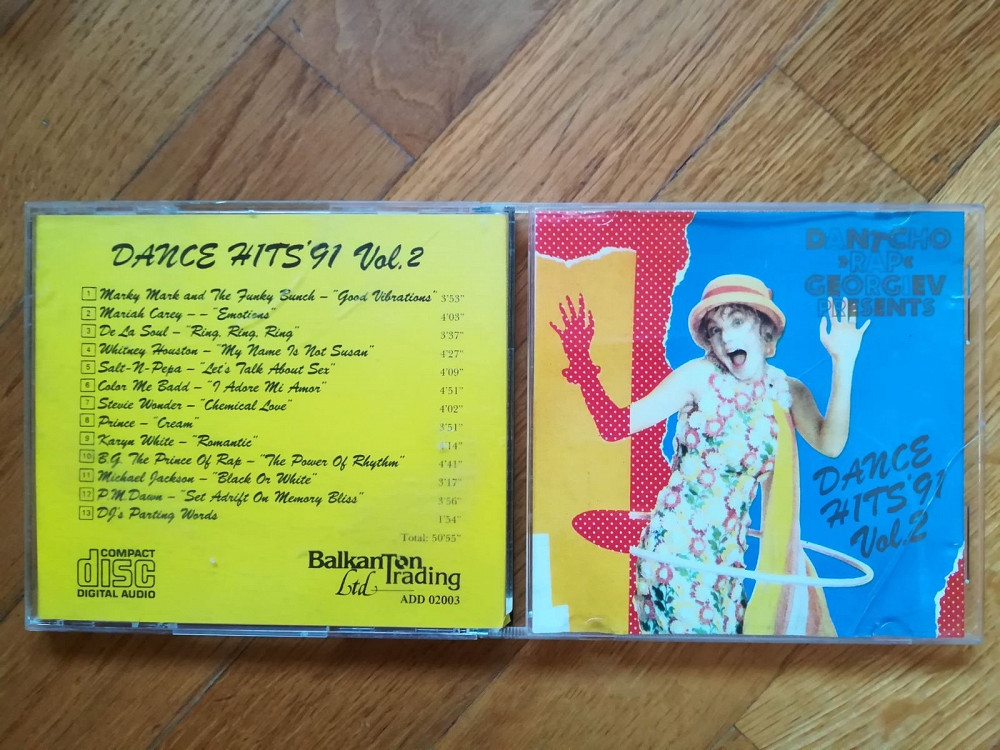 DANCE HITS'91 Vol.2
1 Marky Mark and The Funky Bunch – "Good Vibrations" 3'53"
2 Mariah Carey – – "Emotions" 4'03"
3 De La Soul – "Ring, Ring, Ring" 3'37"
4 Whitney Houston – "My Name Is Not Susan" 4'27"
5 Salt-N-Pepa – "Let's Talk About Sex" 4'09"
6 Color Me Badd – "I Adore Mi Amor" 4'51"
7 Stevie Wonder – "Chemical Love" 4'02"
8 Prince – "Cream" 3'51"
9 Karyn White – "Romantic"
10 B.G. The Prince Of Rap – "The Power Of Rhythm" 4'41"
11 Michael Jackson – "Black Or White" 3'17"
12 P.M.Dawn – "Set Adrift On Memory Bliss" 3'56"
13 DJ's Parting Words 1'54"
Total: 50'55"
COMPACT
disc
DIGITAL AUDIO
BalkanTon
Trading
Ltd
ADD 02003
DANTCHO
»RAP«
GEORGIEV
PRESENTS
DANCE
HITS'91
Vol.2